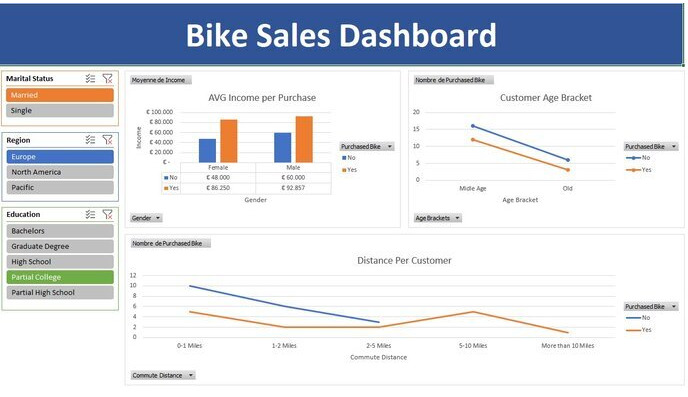 Bike Sales Dashboard
Marital Status
Married
Single
Region
Europe
North America
Pacific
Education
Bachelors
Graduate Degree
High School
Partial College
Partial High School
Moyenne de Income
AVG Income per Purchase
Income
€ 100.000
€ 80.000
€ 60.000
€ 40.000
€ 20.000
€ -
Female Male
No € 48.000 € 60.000
Yes € 86.250 € 92.857
Gender
Purchased Bike
No
Yes
Gender
Nombre de Purchased Bike
Customer Age Bracket
20
15
10
5
0
Midle Age Old
Age Bracket
Purchased Bike
No
Yes
Age Brackets
Nombre de Purchased Bike
Distance Per Customer
12
10
8
6
4
2
0
0-1 Miles 1-2 Miles 2-5 Miles 5-10 Miles More than 10 Miles
Commute Distance
Purchased Bike
No
Yes
Commute Distance